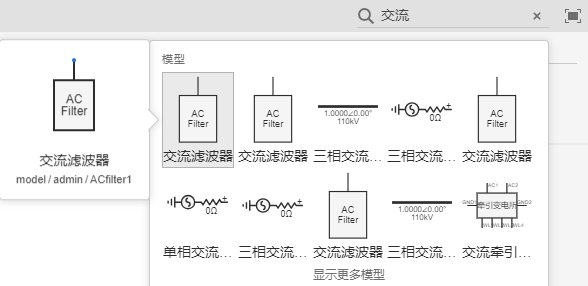 交流
AC
Filter
交流滤波器
model / admin / ACfilter1
模型
AC
Filter
交流滤波器
AC
Filter
交流滤波器
1.0000∠0.00°
110kV
三相交流...
0Ω
三相交流...
AC
Filter
交流滤波器
0Ω
单相交流...
0Ω
三相交流...
AC
Filter
交流滤波器
1.0000∠0.00°
110kV
三相交流...
AC1 AC2
GND1 牵引变电所 GND2
交流牵引...
显示更多模型